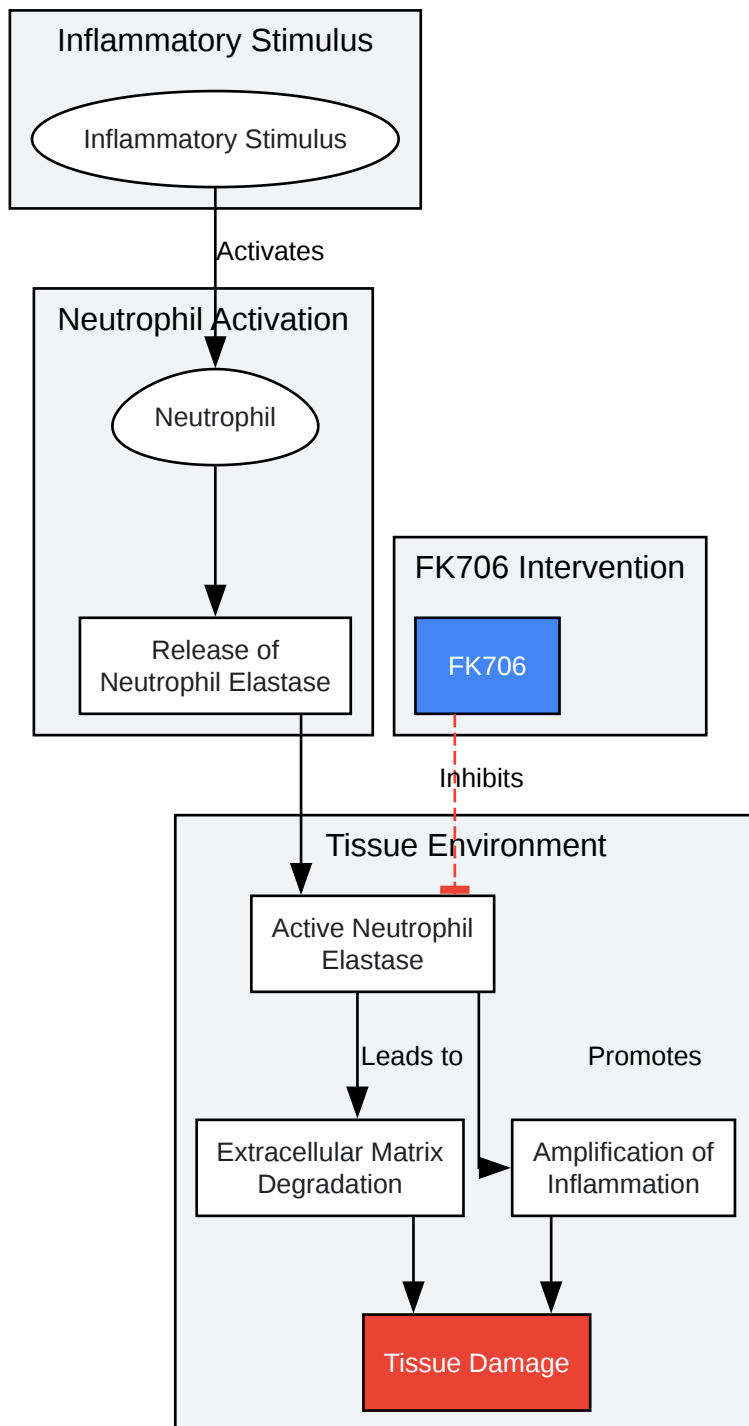 Inflammatory Stimulus
Inflammatory Stimulus
Activates
Neutrophil Activation
Neutrophil
Release of
Neutrophil Elastase
FK706 Intervention
FK706
Inhibits
Tissue Environment
Active Neutrophil
Elastase
Leads to
Promotes
Extracellular Matrix
Degradation
Amplification of
Inflammation
Tissue Damage